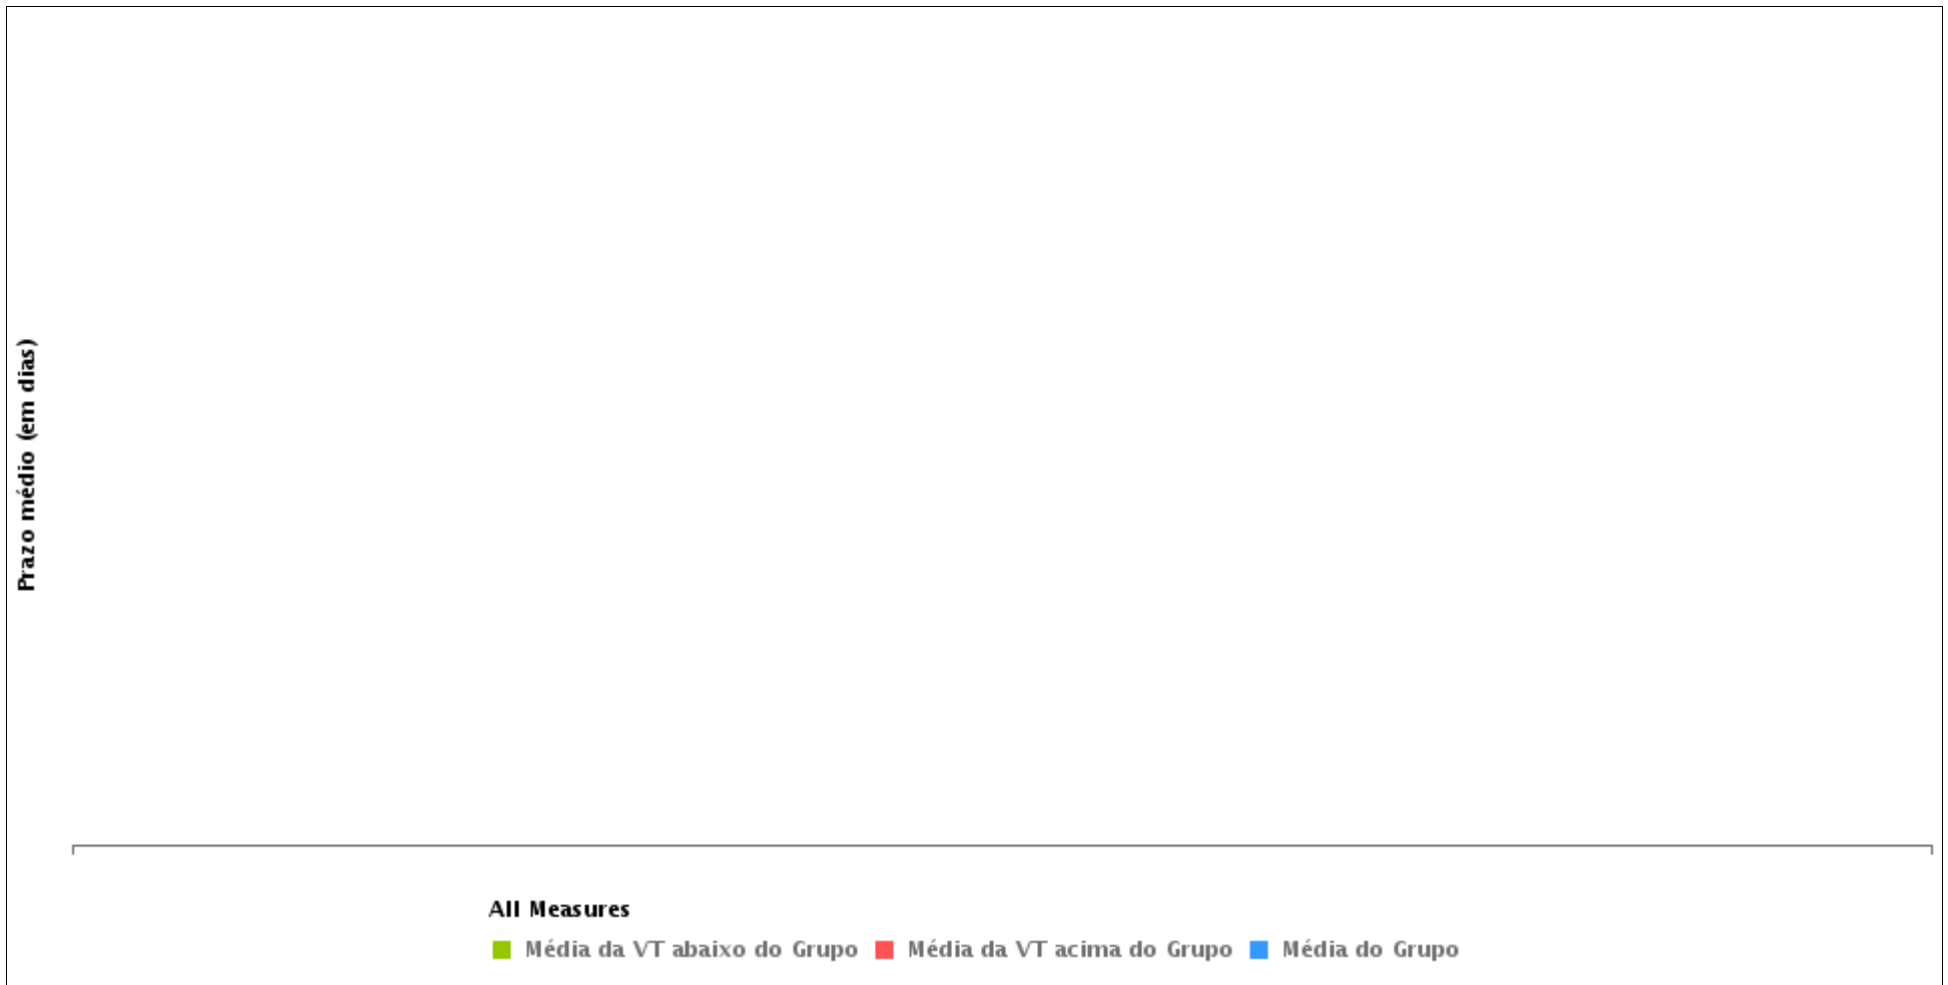 Prazo médio (em dias)
All Measures
Média da VT abaixo do Grupo Média da VT acima do Grupo Média do Grupo